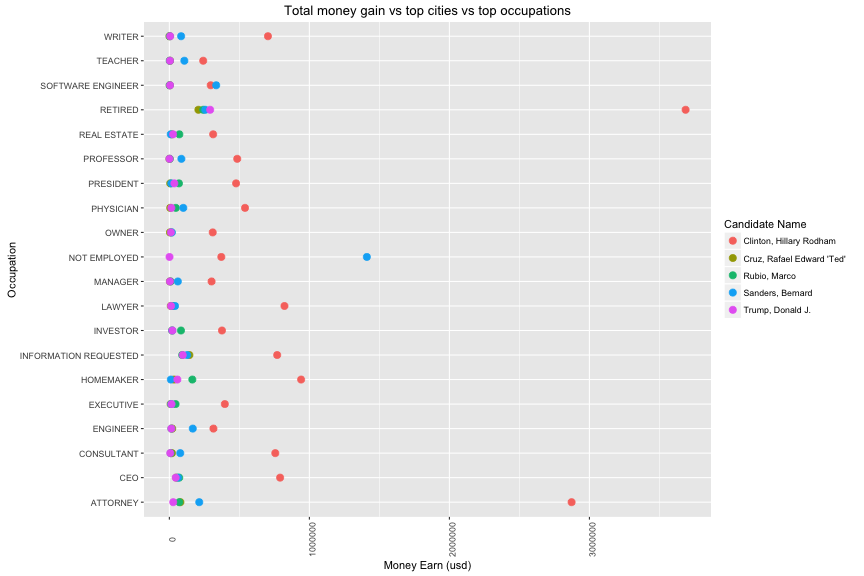 Total money gain vs top cities vs top occupations
Occupation
WRITER
TEACHER
SOFTWARE ENGINEER
RETIRED
REAL ESTATE
PROFESSOR
PRESIDENT
PHYSICIAN
OWNER
NOT EMPLOYED
MANAGER
LAWYER
INVESTOR
INFORMATION REQUESTED
HOMEMAKER
EXECUTIVE
ENGINEER
CONSULTANT
CEO
ATTORNEY
0
1000000
2000000
3000000
Money Earn (usd)
Candidate Name
Clinton, Hillary Rodham
Cruz, Rafael Edward 'Ted'
Rubio, Marco
Sanders, Bernard
Trump, Donald J.